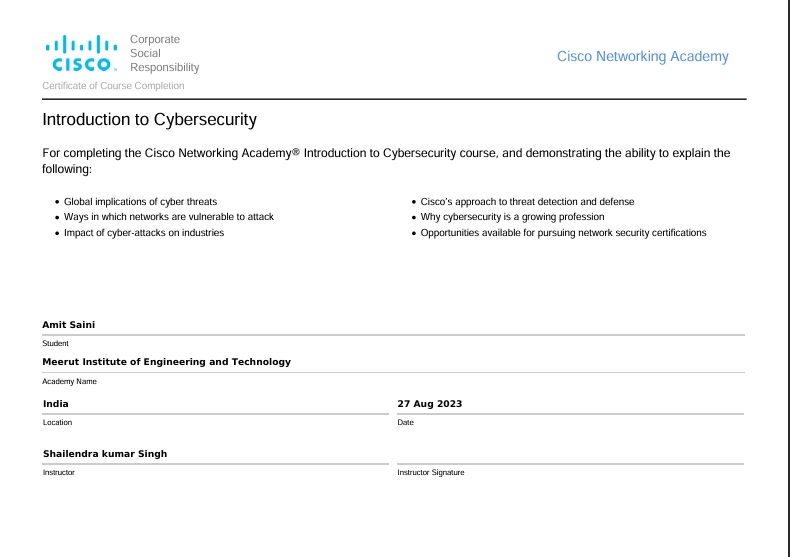 Corporate
Social
Responsibility
CISCO™
Cisco Networking Academy
Certificate of Course Completion
Introduction to Cybersecurity
For completing the Cisco Networking Academy® Introduction to Cybersecurity course, and demonstrating the ability to explain the
following:
• Global implications of cyber threats
• Ways in which networks are vulnerable to attack
• Impact of cyber-attacks on industries
• Cisco's approach to threat detection and defense
• Why cybersecurity is a growing profession
• Opportunities available for pursuing network security certifications
Amit Saini
Student
Meerut Institute of Engineering and Technology
Academy Name
India
Location
27 Aug 2023
Date
Shailendra kumar Singh
Instructor
Instructor Signature